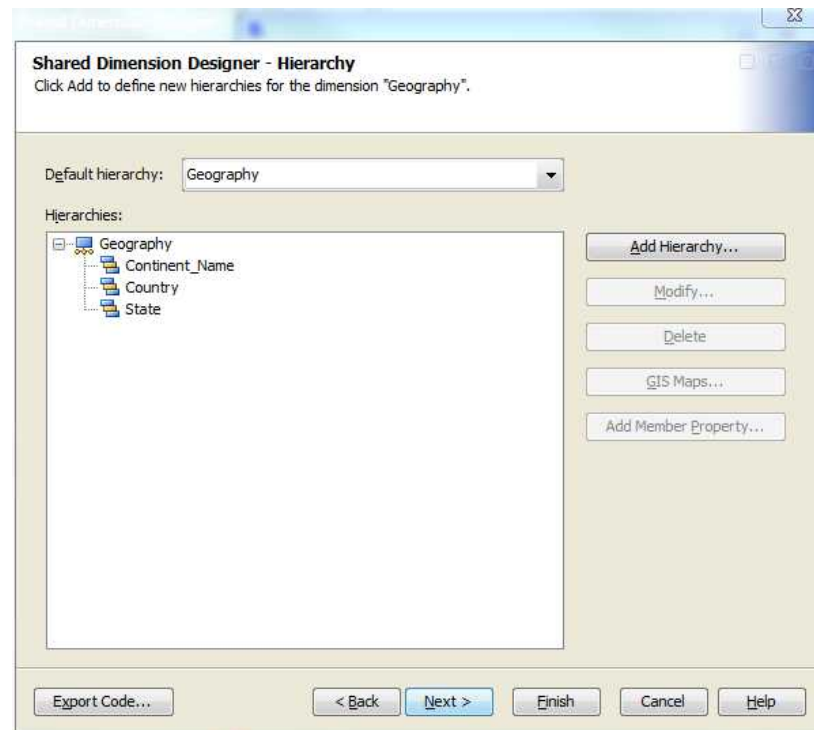 Shared Dimension Designer - Hierarchy
Click Add to define new hierarchies for the dimension "Geography".
Default hierarchy: Geography
Hierarchies:
Geography
Continent_Name
Country
State
Add Hierarchy...
Modify...
Delete
GIS Maps...
Add Member Property...
Export Code...
< Back
Next >
Finish
Cancel
Help